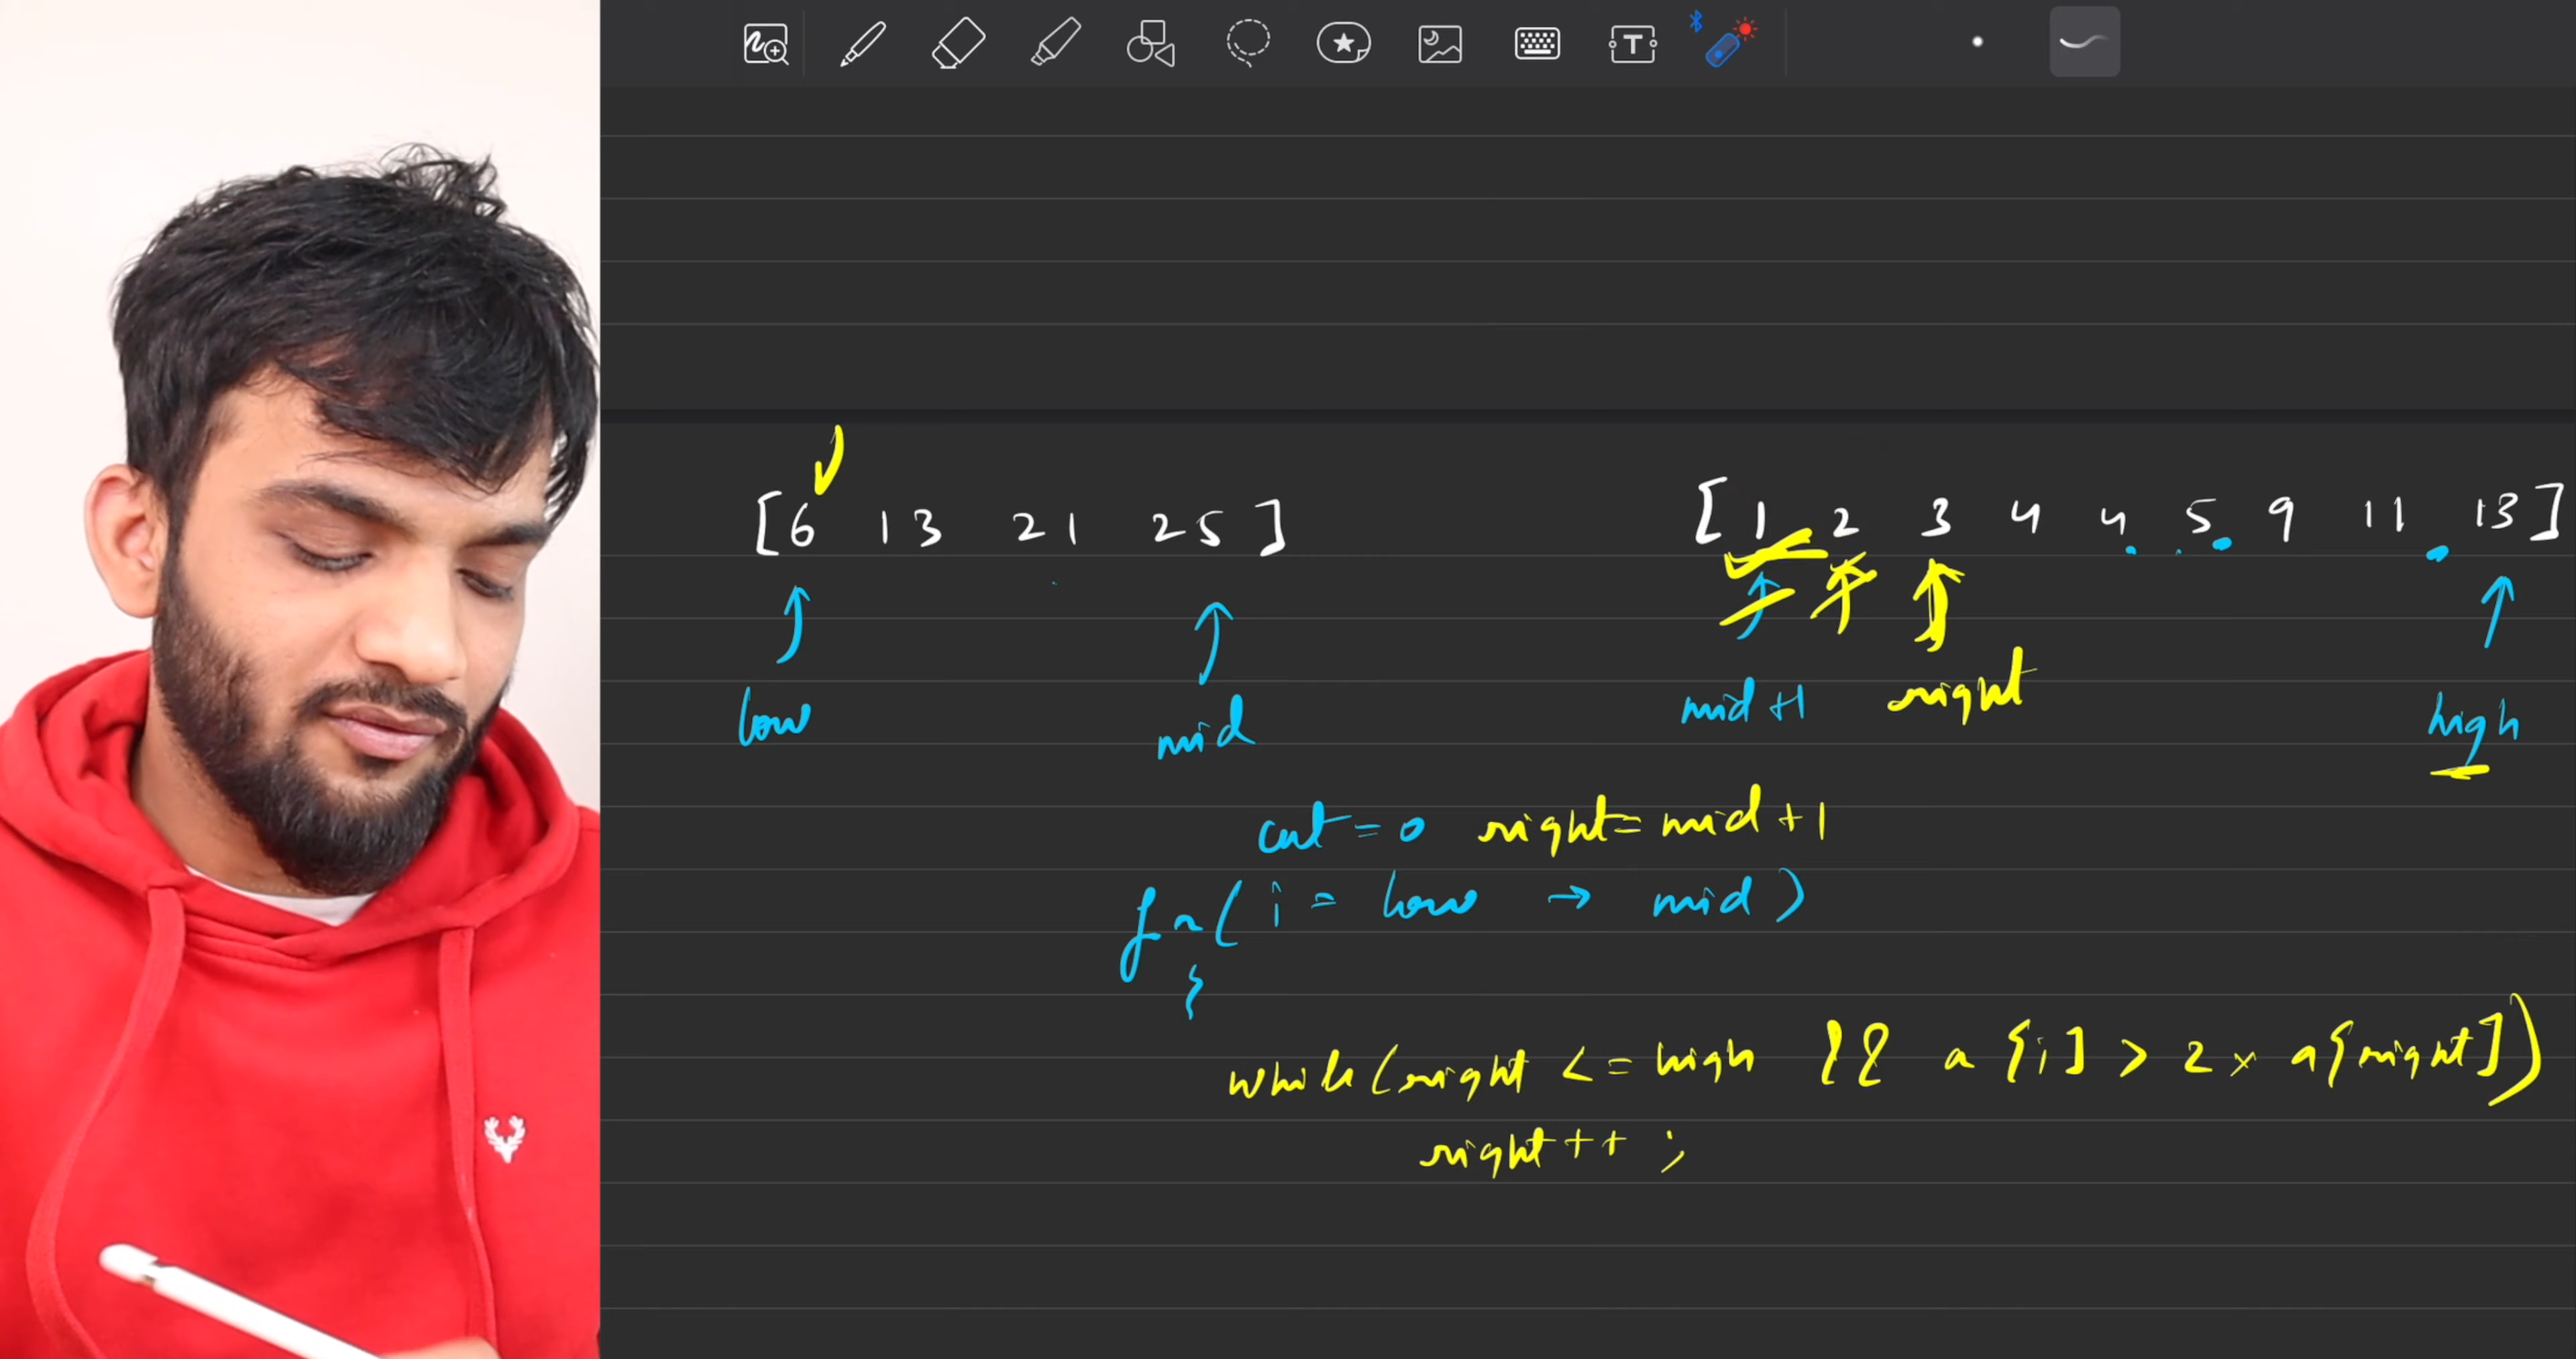 [6 13 21 25] [1 2 3 4 4 5 9 11 13]
low mid mid+1 right high
cnt = 0 right = mid + 1
for( i = low → mid)
{
while(right <= high && a[i] > 2 × a[right])
right++ ;